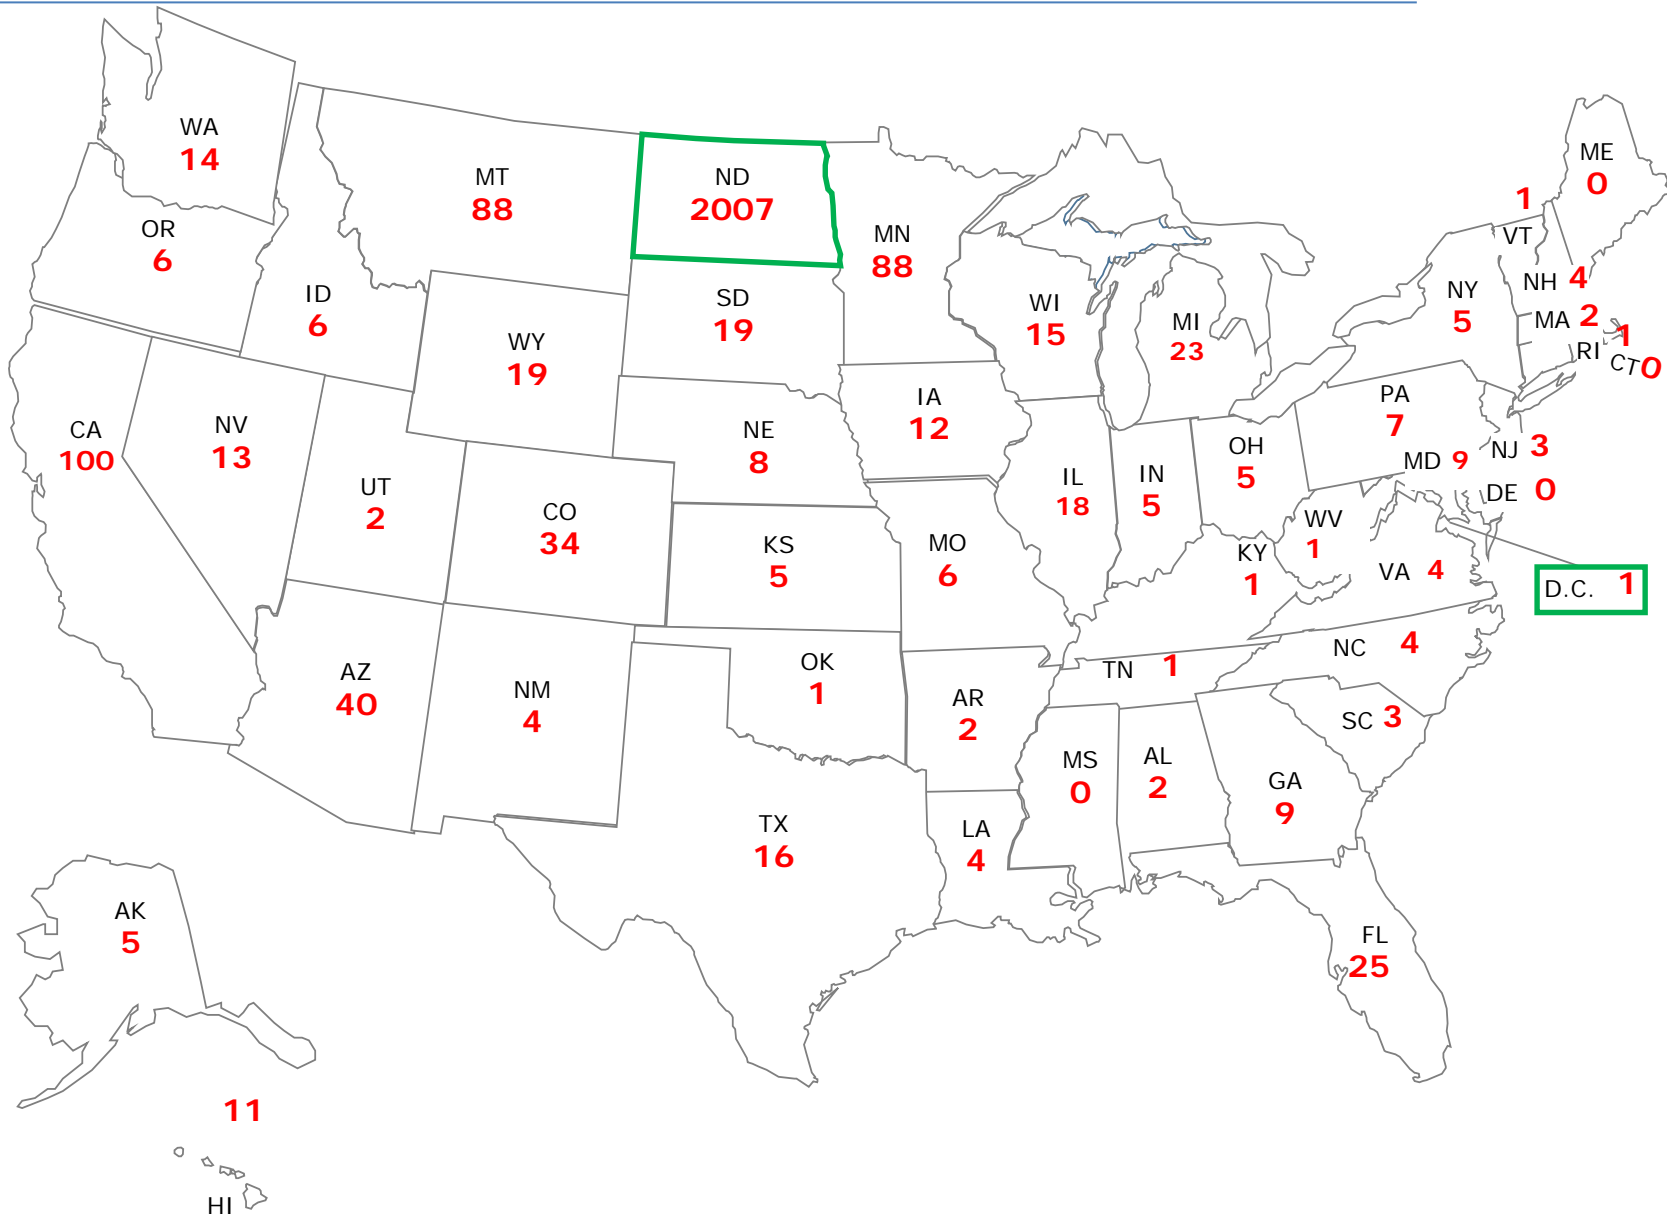 WA
14
MT
88
ND
2007
MN
88
ME
0
1
VT
OR
6
ID
6
WY
19
SD
19
WI
15
MI
23
NY
5
NH 4
MA 2
1
RI
CT 0
CA
100
NV
13
UT
2
CO
34
NE
8
IA
12
IL
18
IN
5
OH
5
PA
7
MD 9
NJ 3
DE 0
KS
5
MO
6
KY
1
WV
1
VA 4
D.C. 1
AZ
40
NM
4
OK
1
AR
2
TN 1
NC 4
SC 3
MS
0
AL
2
GA
9
TX
16
LA
4
FL
25
AK
5
11
HI